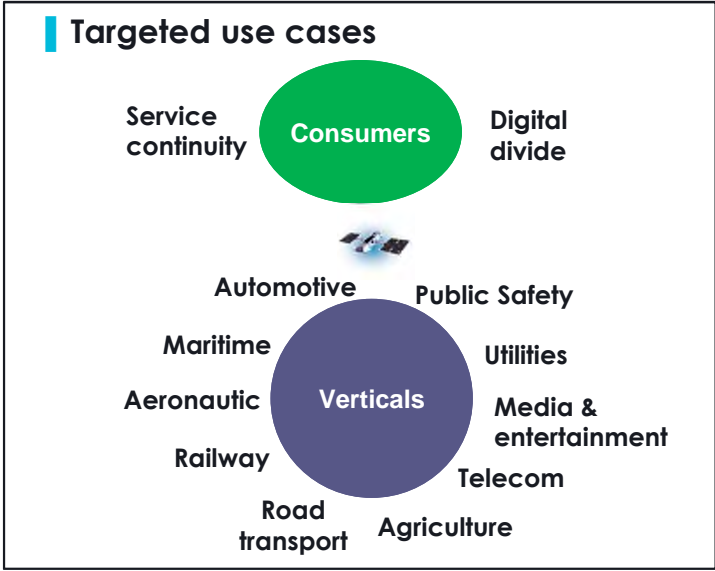 Targeted use cases
Service
continuity
Consumers
Digital
divide
Automotive
Public Safety
Maritime
Utilities
Aeronautic
Verticals
Media &
entertainment
Railway
Telecom
Road
transport
Agriculture